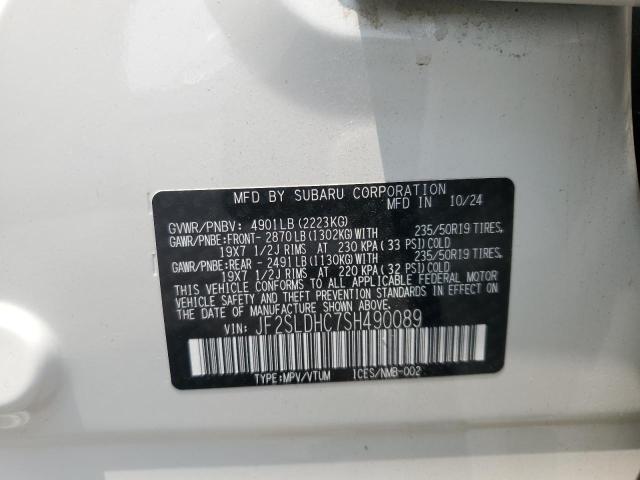 MFD BY SUBARU CORPORATION
MFD IN 10/24
GVWR/PNBV: 4901LB(2223KG)
GAWR/PNBE:FRONT- 2870LB(1302KG)WITH 235/50R19 TIRES,
19X7 1/2J RIMS AT 230 KPA(33 PSI)COLD
GAWR/PNBE:REAR -2491LB(1130KG)WITH 235/50R19 TIRES,
19X7 1/2J RIMS AT 220 KPA(32 PSI)COLD
THIS VEHICLE CONFORMS TO ALL APPLICABLE FEDERAL MOTOR
VEHICLE SAFETY AND THEFT PREVENTION STANDARDS IN EFFECT ON
THE DATE OF MANUFACTURE SHOWN ABOVE.
VIN: JF2SLDHC7SH490089
TYPE:MPV/VTUM ICES/NMB-002